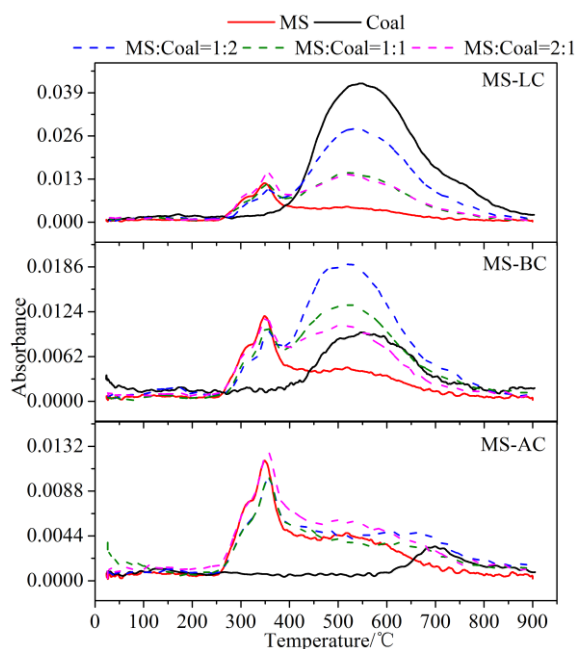 MS Coal
MS:Coal=1:2 MS:Coal=1:1 MS:Coal=2:1
MS-LC
0.039
0.026
0.013
0.000
MS-BC
0.0186
0.0124
0.0062
0.0000
Absorbance
MS-AC
0.0132
0.0088
0.0044
0.0000
0 100 200 300 400 500 600 700 800 900
Temperature/℃